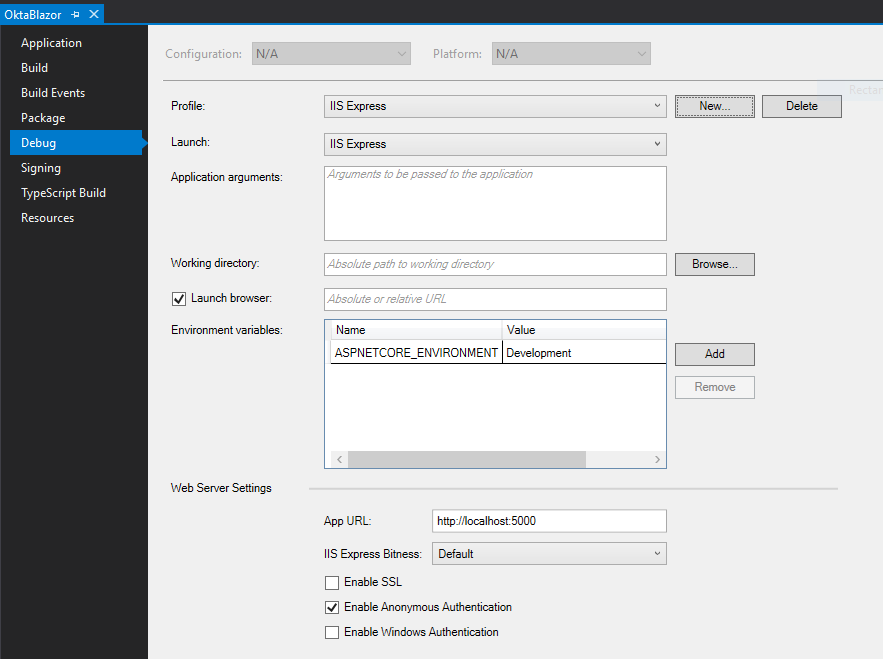 OktaBlazor
Application
Build
Build Events
Package
Debug
Signing
TypeScript Build
Resources
Configuration: N/A Platform: N/A
Profile: IIS Express New... Delete
Launch: IIS Express
Application arguments: Arguments to be passed to the application
Working directory: Absolute path to working directory Browse...
Launch browser: Absolute or relative URL
Environment variables: Name Value
ASPNETCORE_ENVIRONMENT Development Add
Remove
Web Server Settings
App URL: http://localhost:5000
IIS Express Bitness: Default
Enable SSL
Enable Anonymous Authentication
Enable Windows Authentication